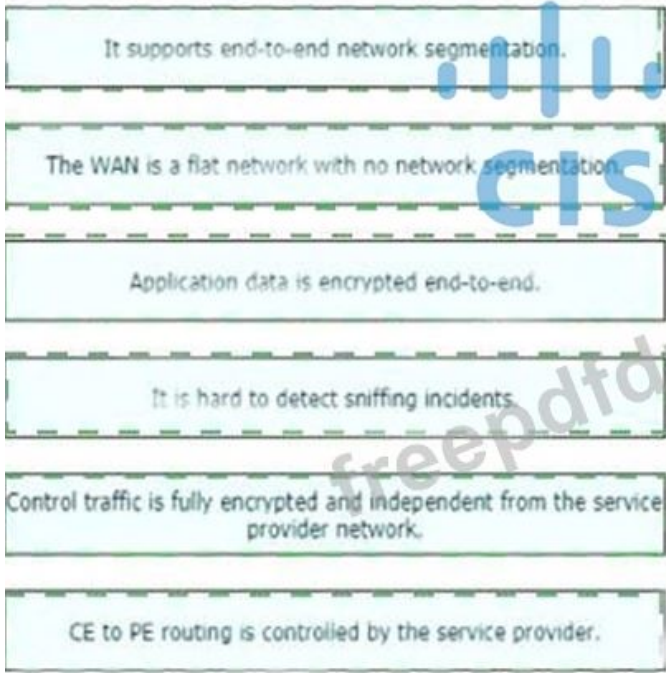 It supports end-to-end network segmentation.
The WAN is a flat network with no network segmentation.
CIS
Application data is encrypted end-to-end.
It is hard to detect sniffing incidents.
freepdfd
Control traffic is fully encrypted and independent from the service
provider network.
CE to PE routing is controlled by the service provider.